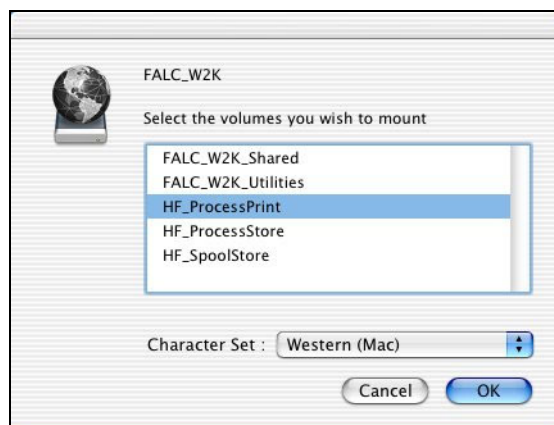 FALC_W2K
Select the volumes you wish to mount
FALC_W2K_Shared
FALC_W2K_Utilities
HF_ProcessPrint
HF_ProcessStore
HF_SpoolStore
Character Set : Western (Mac)
Cancel OK